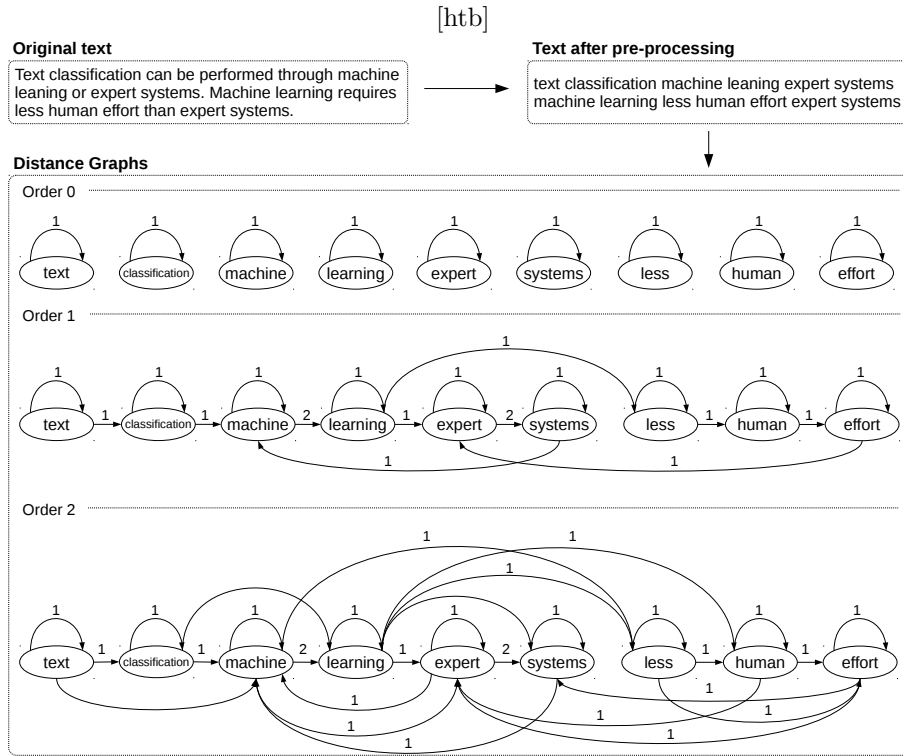 [htb]
Original text
Text after pre-processing
Text classification can be performed through machine
leaning or expert systems. Machine learning requires
less human effort than expert systems.
text classification machine leaning expert systems
machine learning less human effort expert systems
Distance Graphs
Order 0
1 1 1 1 1 1 1 1 1
text classification machine learning expert systems less human effort
Order 1
1
1 1 1 1 1 1 1 1 1
1 1 2 1 2 1 1
text classification machine learning expert systems less human effort
1 1
Order 2
1 1
1
1 1 1 1 1 1 1 1 1
1 1 2 1 2 1 1
text classification machine learning expert systems less human effort
1 1
1 1 1 1 1